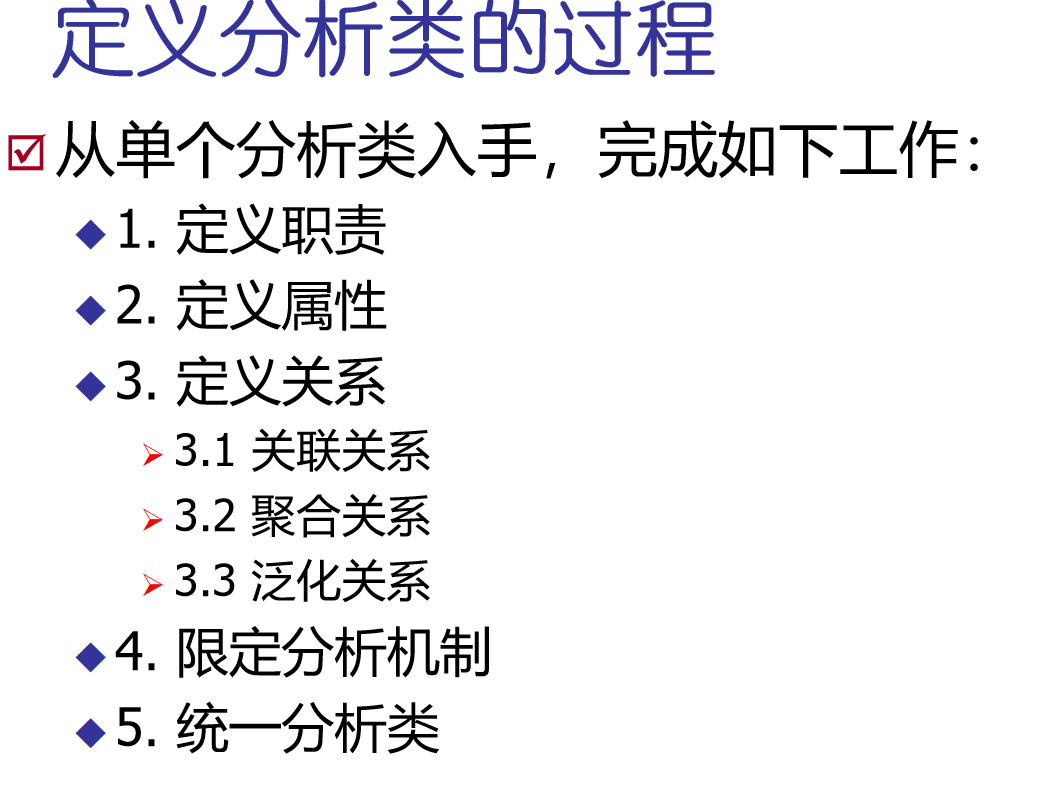 定义分析类的过程
从单个分析类入手，完成如下工作：
1. 定义职责
2. 定义属性
3. 定义关系
3.1 关联关系
3.2 聚合关系
3.3 泛化关系
4. 限定分析机制
5. 统一分析类